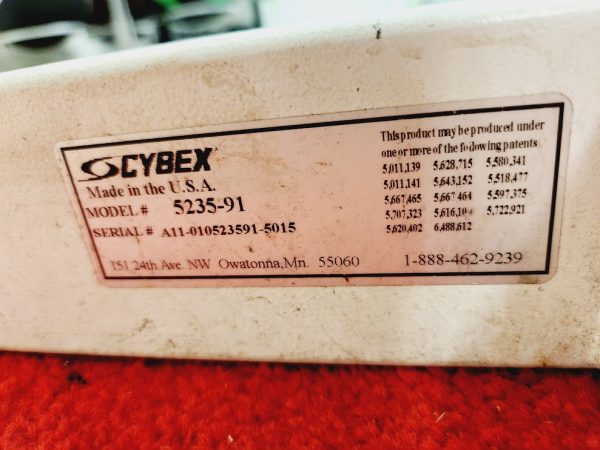 CYBEX
Made in the U.S.A.
MODEL # 5235-91
SERIAL # A11-010523591-5015
151 24th Ave. NW Owatonna,Mn. 55060
This product may be produced under
one or more of the following patents
5,011,139 5,628,715 5,580,341
5,011,141 5,643,152 5,518,477
5,667,465 5,667,464 5,597,375
5,707,323 5,616,10 5,722,921
5,620,402 6,488,612
1-888-462-9239